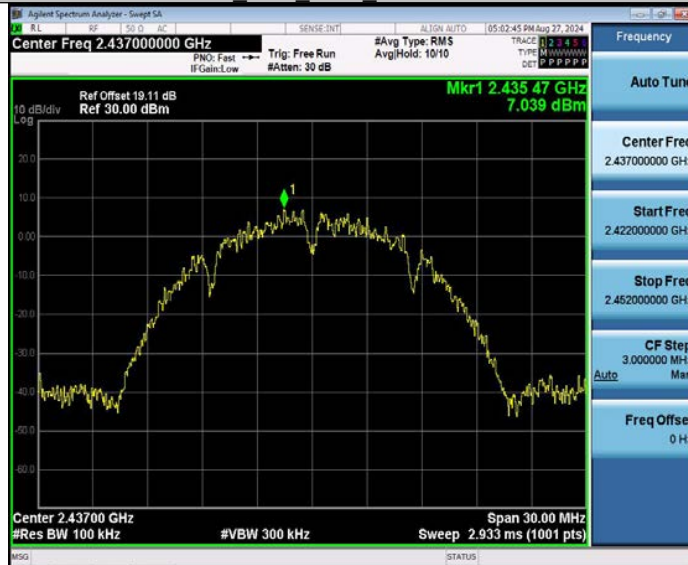 Agilent Spectrum Analyzer - Swept SA
RL RF 50 Ω AC SENSE:INT ALIGN AUTO 05:02:45 PM Aug 27, 2024
Center Freq 2.437000000 GHz
PNO: Fast
IFGain:Low
Trig: Free Run
#Atten: 30 dB
#Avg Type: RMS
Avg|Hold: 10/10
TRACE 1 2 3 4 5 6
TYPE M W W W W W
DET P P P P P P
Ref Offset 19.11 dB
10 dB/div Ref 30.00 dBm
Log
Mkr1 2.435 47 GHz
7.039 dBm
20.0
10.0
0.00
-10.0
-20.0
-30.0
-40.0
-50.0
-60.0
1
Center 2.43700 GHz
#Res BW 100 kHz
#VBW 300 kHz
Span 30.00 MHz
Sweep 2.933 ms (1001 pts)
MSG STATUS
Frequency
Auto Tune
Center Freq
2.437000000 GHz
Start Freq
2.422000000 GHz
Stop Freq
2.452000000 GHz
CF Step
3.000000 MHz
Auto Man
Freq Offset
0 Hz